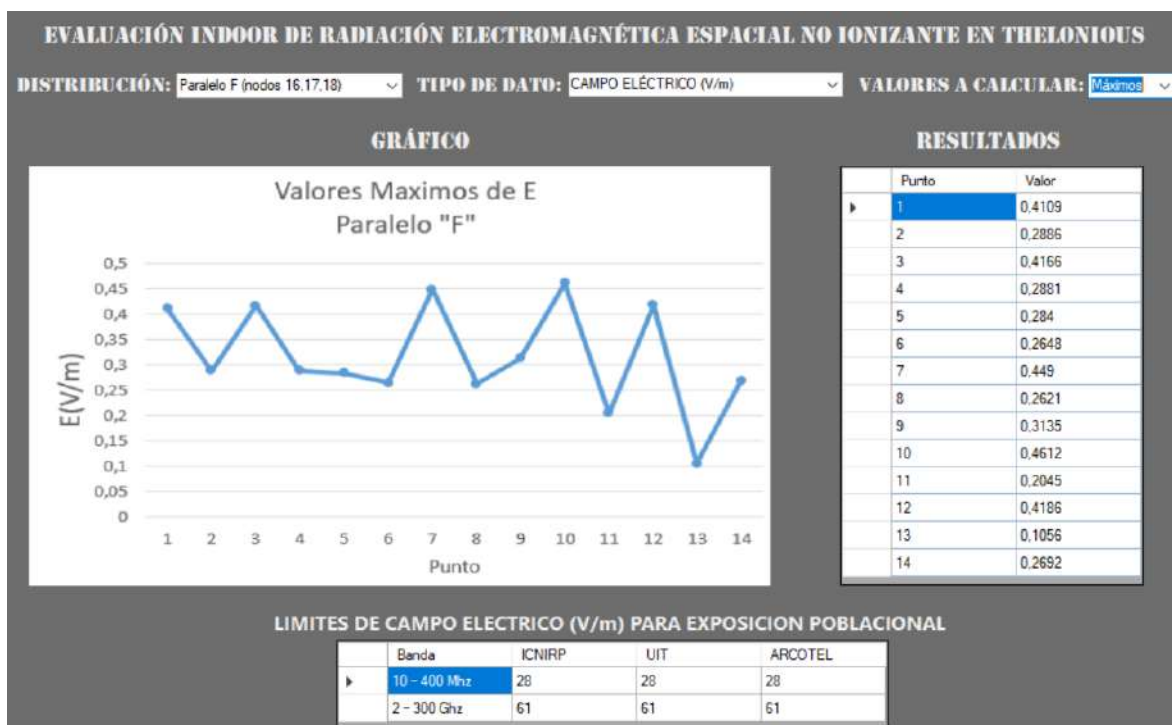 EVALUACIÓN INDOOR DE RADIACIÓN ELECTROMAGNÉTICA ESPACIAL NO IONIZANTE EN THELONIOUS
DISTRIBUCIÓN: Paralelo F (nodos 16,17,18) TIPO DE DATO: CAMPO ELÉCTRICO (V/m) VALORES A CALCULAR: Máximos
GRÁFICO
Valores Maximos de E
Paralelo "F"
0,5
0,45
0,4
0,35
0,3
0,25
0,2
0,15
0,1
0,05
0
E(V/m)
1 2 3 4 5 6 7 8 9 10 11 12 13 14
Punto
RESULTADOS
Punto Valor
1 0,4109
2 0,2886
3 0,4166
4 0,2881
5 0,284
6 0,2648
7 0,449
8 0,2621
9 0,3135
10 0,4612
11 0,2045
12 0,4186
13 0,1056
14 0,2692
LIMITES DE CAMPO ELECTRICO (V/m) PARA EXPOSICION POBLACIONAL
Banda ICNIRP UIT ARCOTEL
10 – 400 Mhz 28 28 28
2 – 300 Ghz 61 61 61